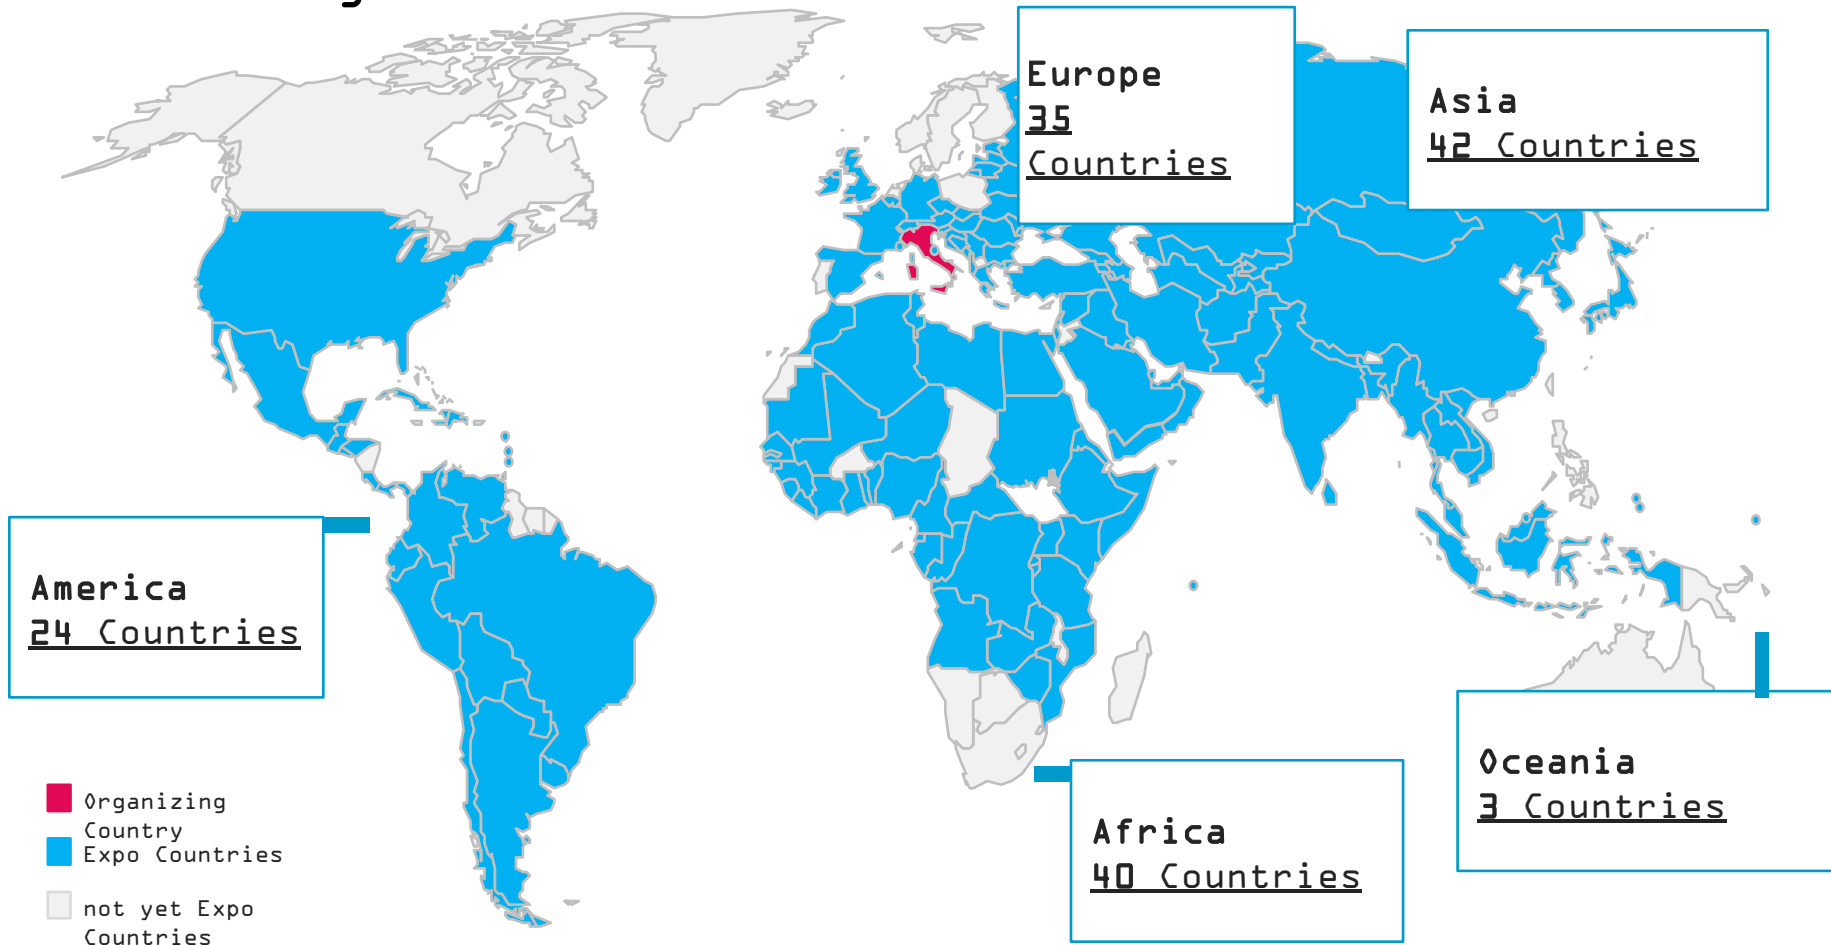 Europe
35
Countries
Asia
42 Countries
America
24 Countries
Oceania
3 Countries
Africa
40 Countries
Organizing
Country
Expo Countries
not yet Expo
Countries